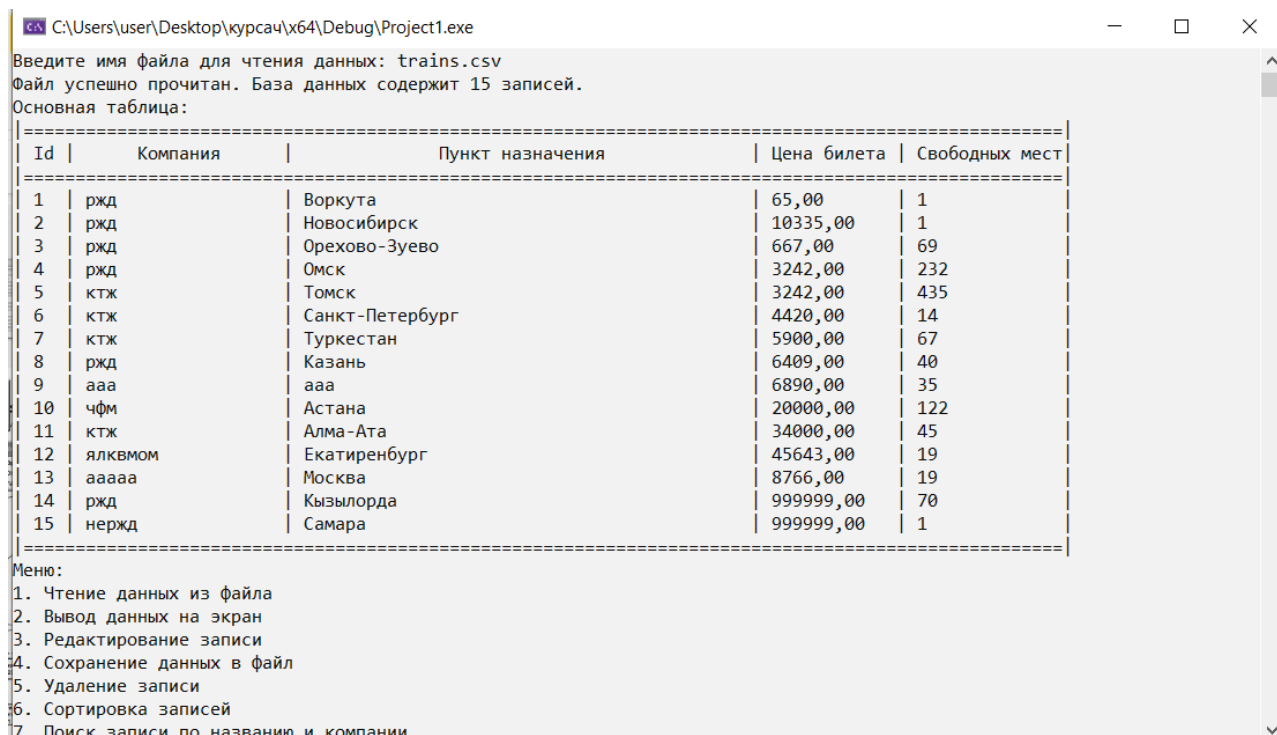 C:\Users\user\Desktop\курсач\x64\Debug\Project1.exe
Введите имя файла для чтения данных: trains.csv
Файл успешно прочитан. База данных содержит 15 записей.
Основная таблица:
|====================================================================================================|
| Id | Компания | Пункт назначения | Цена билета | Свободных мест|
|====================================================================================================|
| 1 | ржд | Воркута | 65,00 | 1 |
| 2 | ржд | Новосибирск | 10335,00 | 1 |
| 3 | ржд | Орехово-Зуево | 667,00 | 69 |
| 4 | ржд | Омск | 3242,00 | 232 |
| 5 | ктж | Томск | 3242,00 | 435 |
| 6 | ктж | Санкт-Петербург | 4420,00 | 14 |
| 7 | ктж | Туркестан | 5900,00 | 67 |
| 8 | ржд | Казань | 6409,00 | 40 |
| 9 | ааа | ааа | 6890,00 | 35 |
| 10 | чфм | Астана | 20000,00 | 122 |
| 11 | ктж | Алма-Ата | 34000,00 | 45 |
| 12 | ялквмом | Екатиренбург | 45643,00 | 19 |
| 13 | ааааа | Москва | 8766,00 | 19 |
| 14 | ржд | Кызылорда | 999999,00 | 70 |
| 15 | нержд | Самара | 999999,00 | 1 |
|====================================================================================================|
Меню:
1. Чтение данных из файла
2. Вывод данных на экран
3. Редактирование записи
4. Сохранение данных в файл
5. Удаление записи
6. Сортировка записей
7. Поиск записи по названию и компании